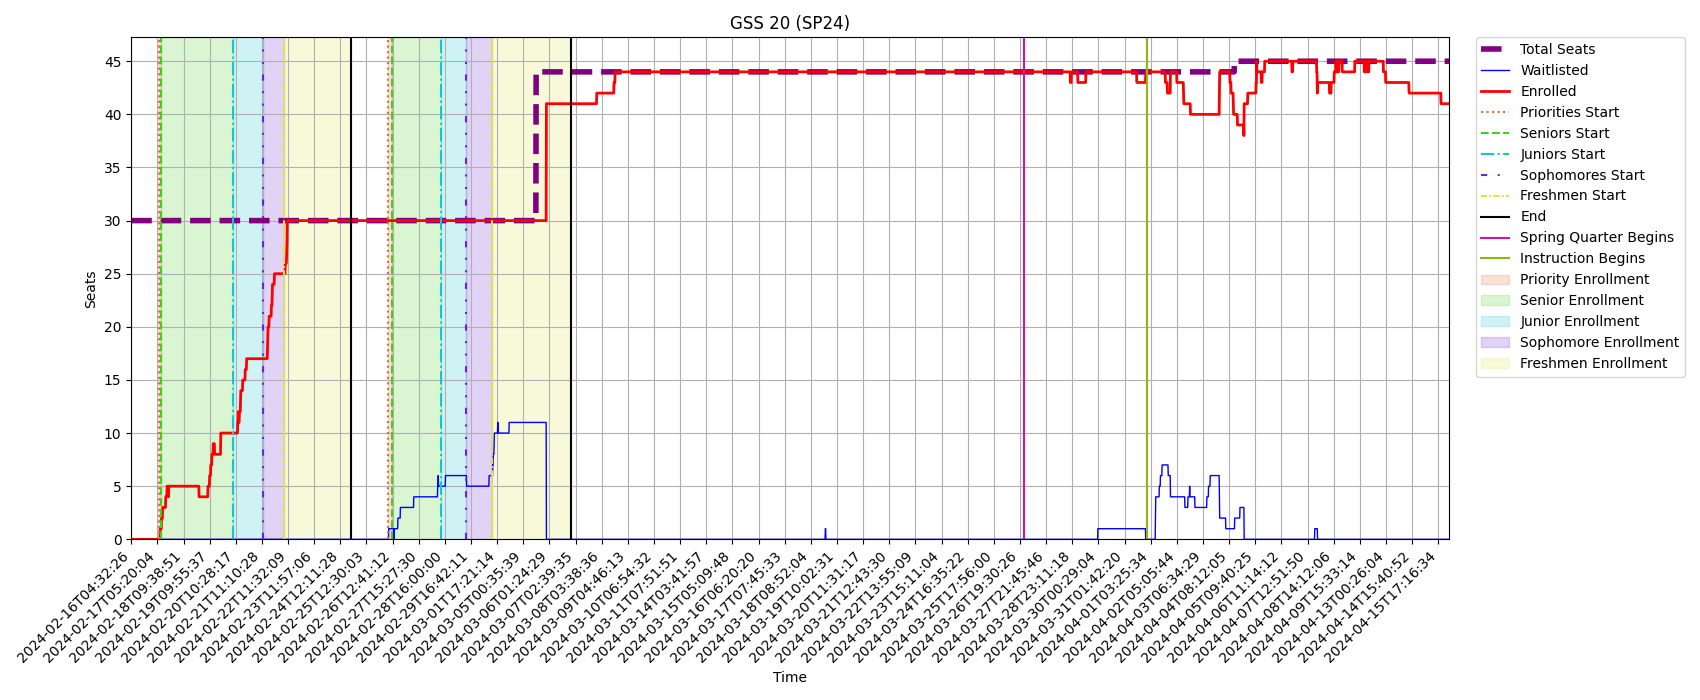 GSS 20 (SP24)
Seats
45
40
35
30
25
20
15
10
5
0
2024-02-16T04:32:26
2024-02-17T05:20:04
2024-02-18T09:38:51
2024-02-19T09:55:37
2024-02-20T10:28:17
2024-02-21T11:10:28
2024-02-22T11:32:09
2024-02-23T11:57:06
2024-02-24T12:11:28
2024-02-25T12:30:03
2024-02-26T12:41:12
2024-02-27T15:27:30
2024-02-28T16:00:00
2024-02-29T16:42:11
2024-03-01T17:21:14
2024-03-05T00:35:39
2024-03-06T01:24:29
2024-03-07T02:39:35
2024-03-08T03:38:36
2024-03-09T04:46:13
2024-03-10T06:54:32
2024-03-11T07:51:51
2024-03-14T03:41:57
2024-03-15T05:09:48
2024-03-16T06:20:20
2024-03-17T07:45:33
2024-03-18T08:52:04
2024-03-19T10:02:31
2024-03-20T11:31:17
2024-03-21T12:43:30
2024-03-22T13:55:09
2024-03-23T15:11:04
2024-03-24T16:35:22
2024-03-25T17:56:00
2024-03-26T19:30:26
2024-03-27T21:45:46
2024-03-28T23:11:18
2024-03-30T00:29:04
2024-03-31T01:42:20
2024-04-01T03:25:34
2024-04-02T05:05:44
2024-04-03T06:34:29
2024-04-04T08:12:05
2024-04-05T09:40:25
2024-04-06T11:14:12
2024-04-07T12:51:50
2024-04-08T14:12:06
2024-04-09T15:33:14
2024-04-13T00:26:04
2024-04-14T15:40:52
2024-04-15T17:16:34
Time
Total Seats
Waitlisted
Enrolled
Priorities Start
Seniors Start
Juniors Start
Sophomores Start
Freshmen Start
End
Spring Quarter Begins
Instruction Begins
Priority Enrollment
Senior Enrollment
Junior Enrollment
Sophomore Enrollment
Freshmen Enrollment